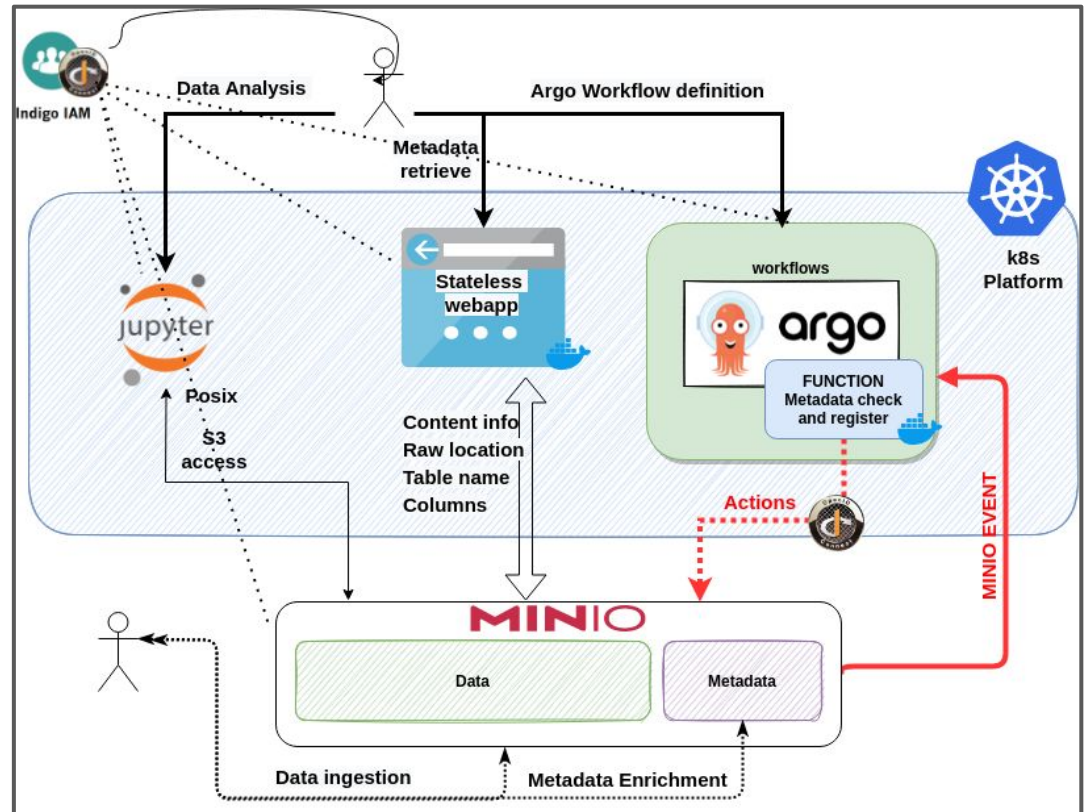 Indigo IAM
Data Analysis
Argo Workflow definition
Metadata
retrieve
k8s
Platform
workflows
Stateless
webapp
jupyter
argo
FUNCTION
Metadata check
and register
Posix
S3
access
Content info
Raw location
Table name
Columns
Actions
MINIO EVENT
MINIO
Data
Metadata
Data ingestion
Metadata Enrichment